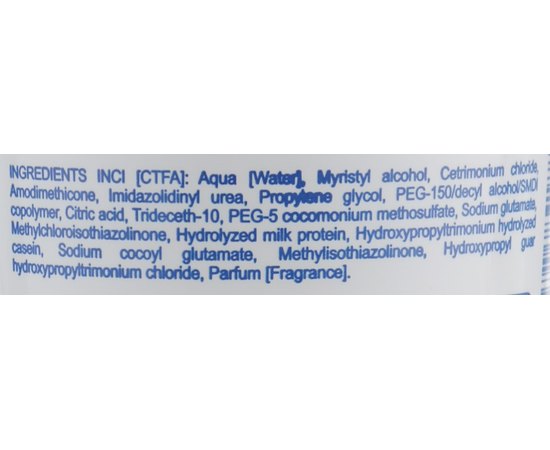 INGREDIENTS INCI [CTFA]: Aqua [Water], Myristyl alcohol, Cetrimonium chloride,
Amodimethicone, Imidazolidinyl urea, Propylene glycol, PEG-150/decyl alcohol/SMDI
copolymer, Citric acid, Trideceth-10, PEG-5 cocomonium methosulfate, Sodium glutamate,
Methylchloroisothiazolinone, Hydrolyzed milk protein, Hydroxypropyltrimonium hydrolyzed
casein, Sodium cocoyl glutamate, Methylisothiazolinone, Hydroxypropyl guar
hydroxypropyltrimonium chloride, Parfum [Fragrance].